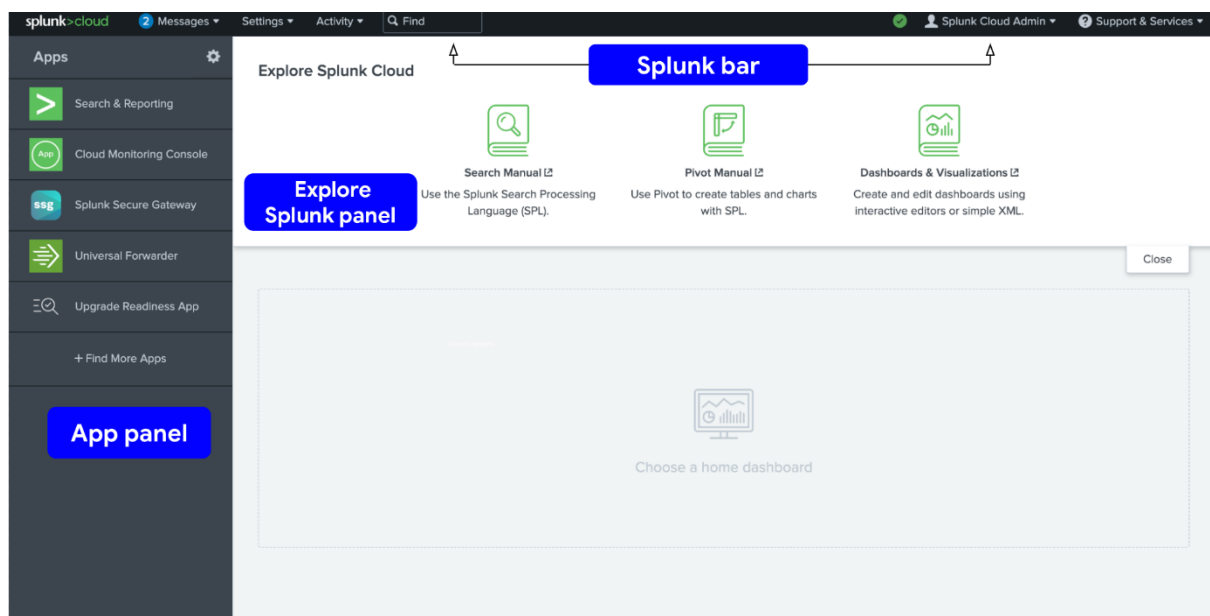 splunk>cloud 2 Messages Settings Activity Find Splunk Cloud Admin ? Support & Services
Apps
Search & Reporting
App Cloud Monitoring Console
ssg Splunk Secure Gateway
Universal Forwarder
Upgrade Readiness App
+ Find More Apps
App panel
Splunk bar
Explore Splunk Cloud
Explore
Splunk panel
Search Manual
Use the Splunk Search Processing
Language (SPL).
Pivot Manual
Use Pivot to create tables and charts
with SPL.
Dashboards & Visualizations
Create and edit dashboards using
interactive editors or simple XML.
Close
Choose a home dashboard